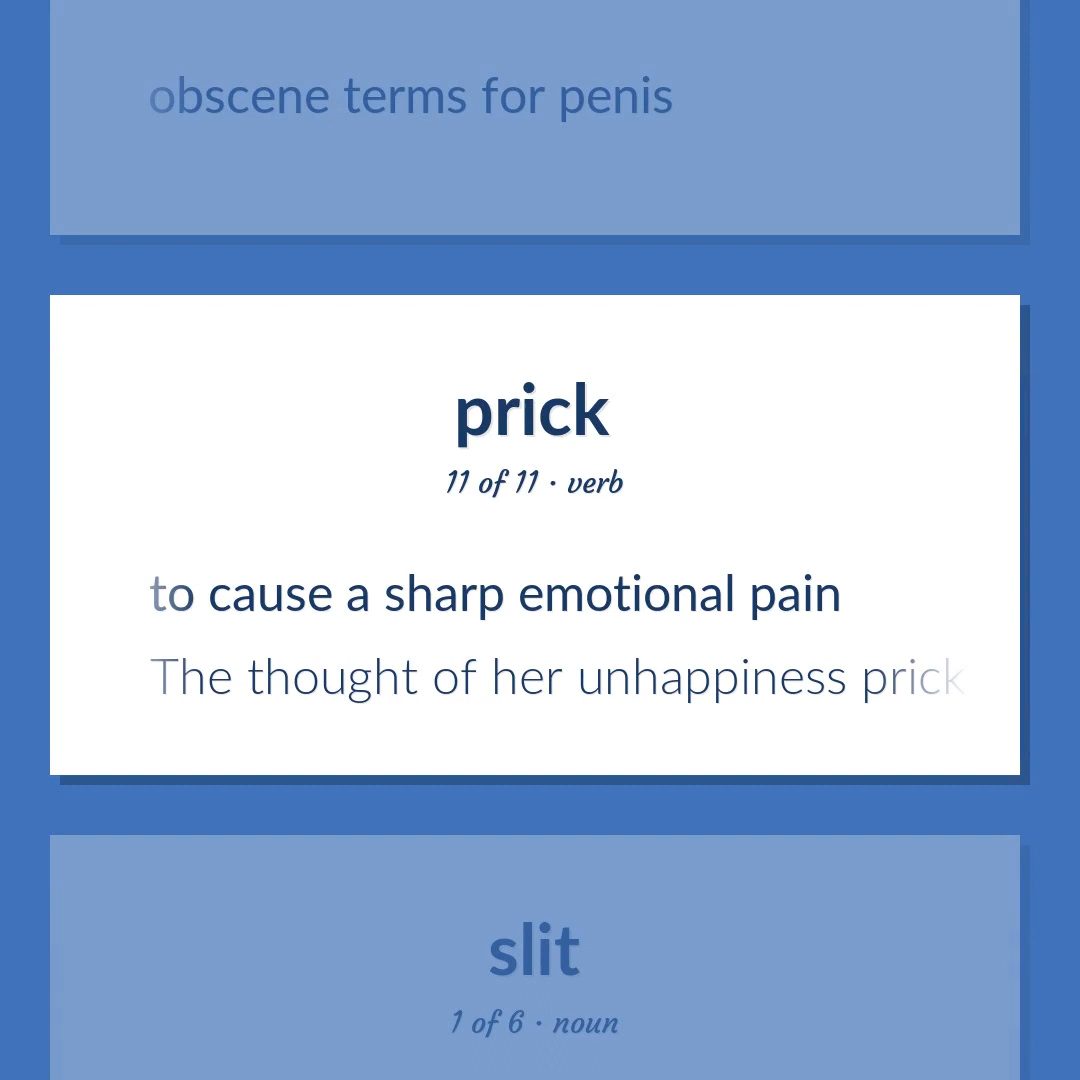 obscene terms for penis
prick
11 of 11 · verb
to cause a sharp emotional pain
The thought of her unhappiness prick
slit
1 of 6 · noun